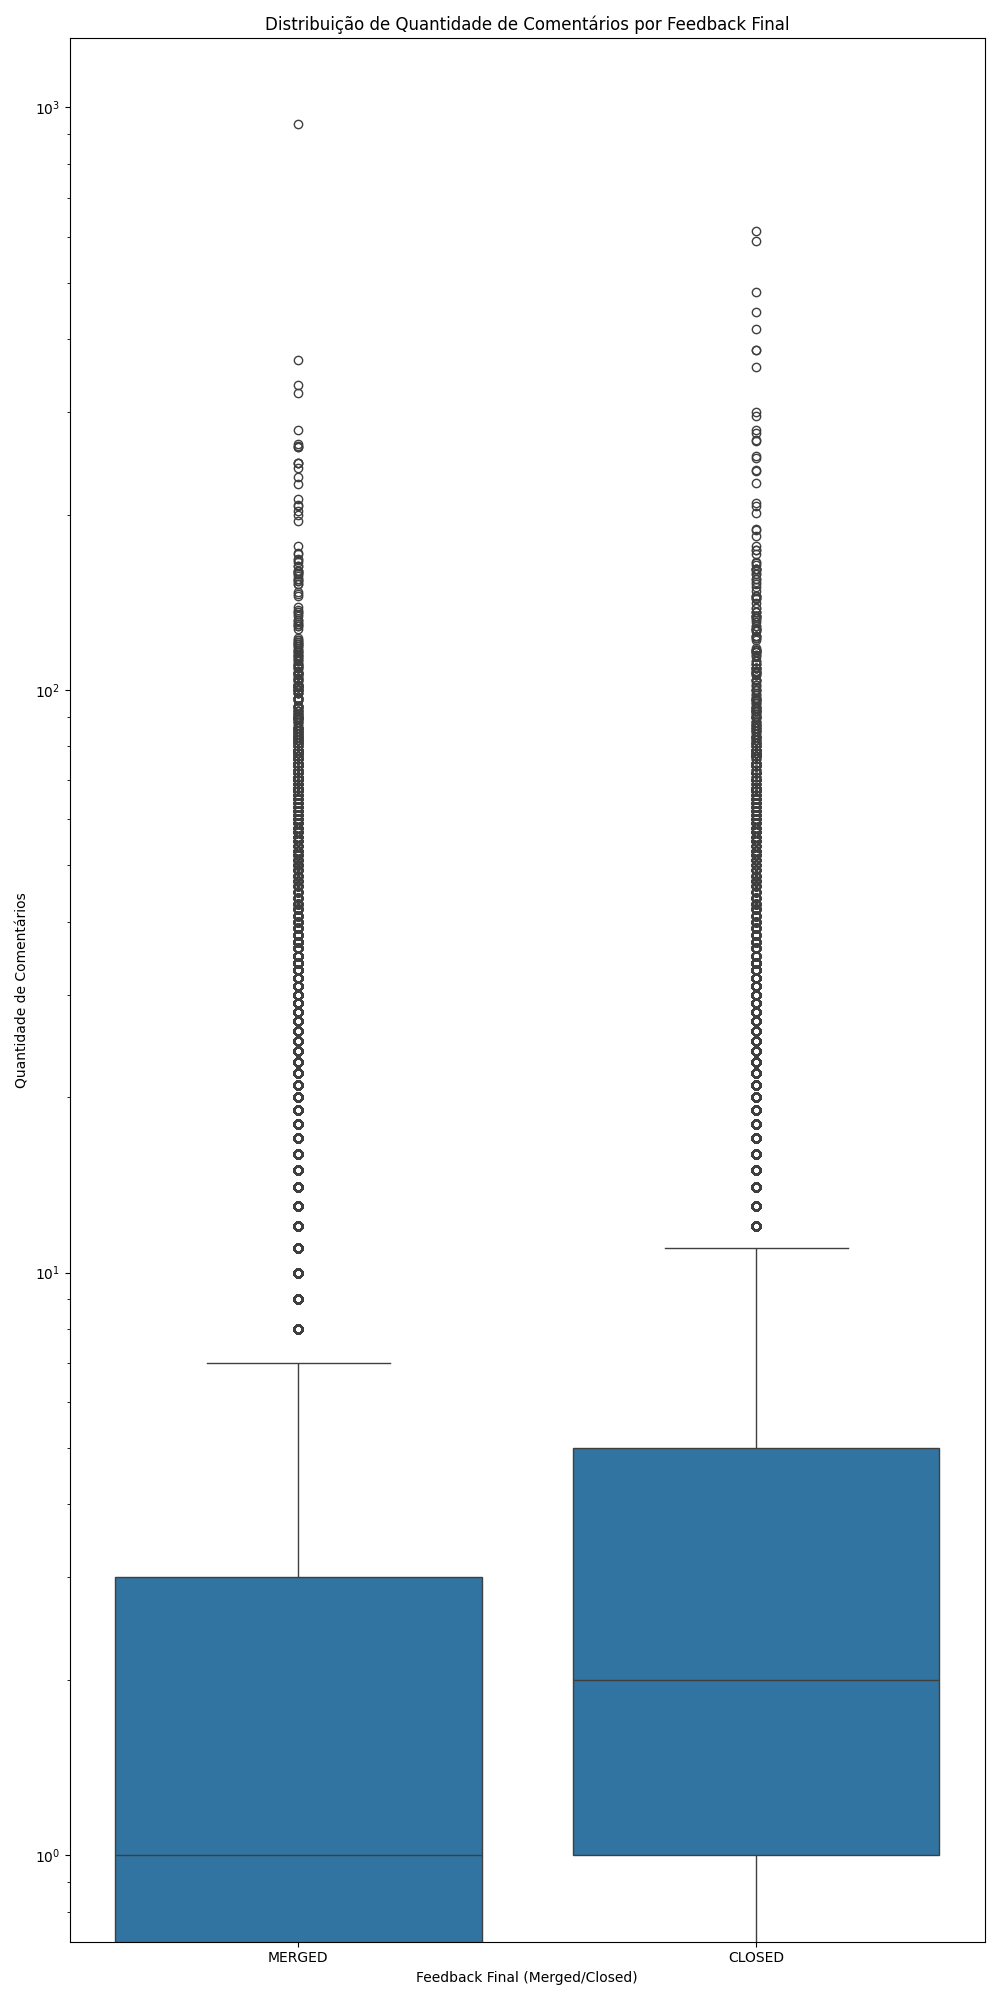 Distribuição de Quantidade de Comentários por Feedback Final
10³
10²
10¹
10⁰
Quantidade de Comentários
MERGED
CLOSED
Feedback Final (Merged/Closed)